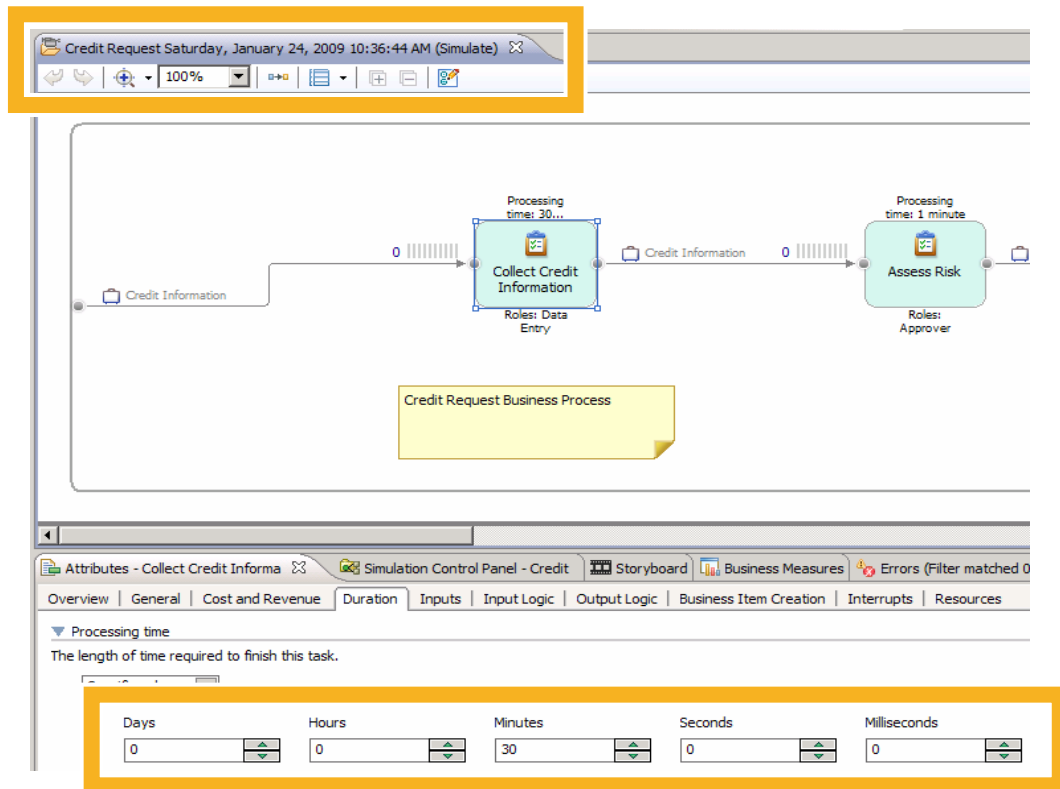 Credit Request Saturday, January 24, 2009 10:36:44 AM (Simulate)
100%
Processing
time: 30...
Processing
time: 1 minute
0
Credit Information
0
Collect Credit
Information
Assess Risk
Credit Information
Roles: Data
Entry
Roles:
Approver
Credit Request Business Process
Attributes - Collect Credit Informa
Simulation Control Panel - Credit
Storyboard
Business Measures
Errors (Filter matched 0
Overview | General | Cost and Revenue | Duration | Inputs | Input Logic | Output Logic | Business Item Creation | Interrupts | Resources
Processing time
The length of time required to finish this task.
Days Hours Minutes Seconds Milliseconds
0 0 30 0 0